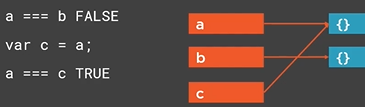 a === b FALSE
var c = a;
a === c TRUE
a
{}
b
{}
c